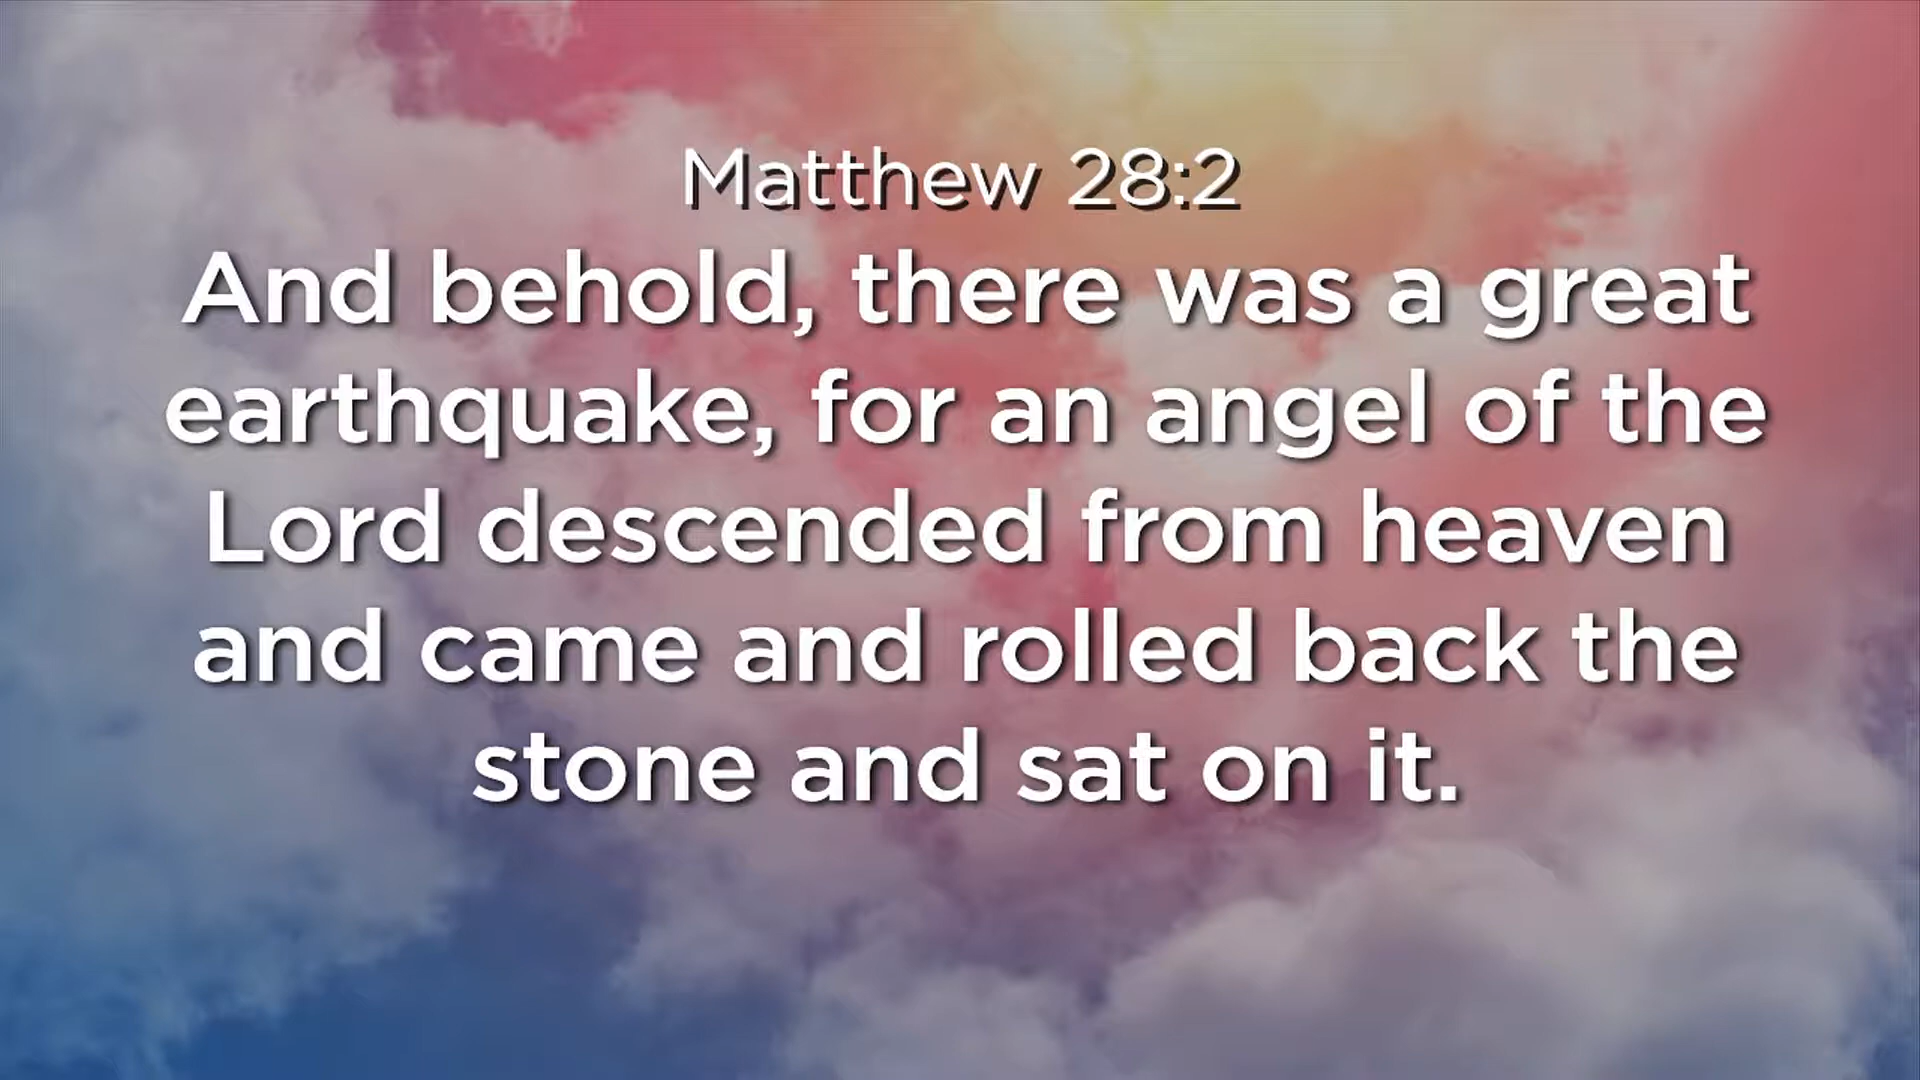 Matthew 28:2
And behold, there was a great
earthquake, for an angel of the
Lord descended from heaven
and came and rolled back the
stone and sat on it.